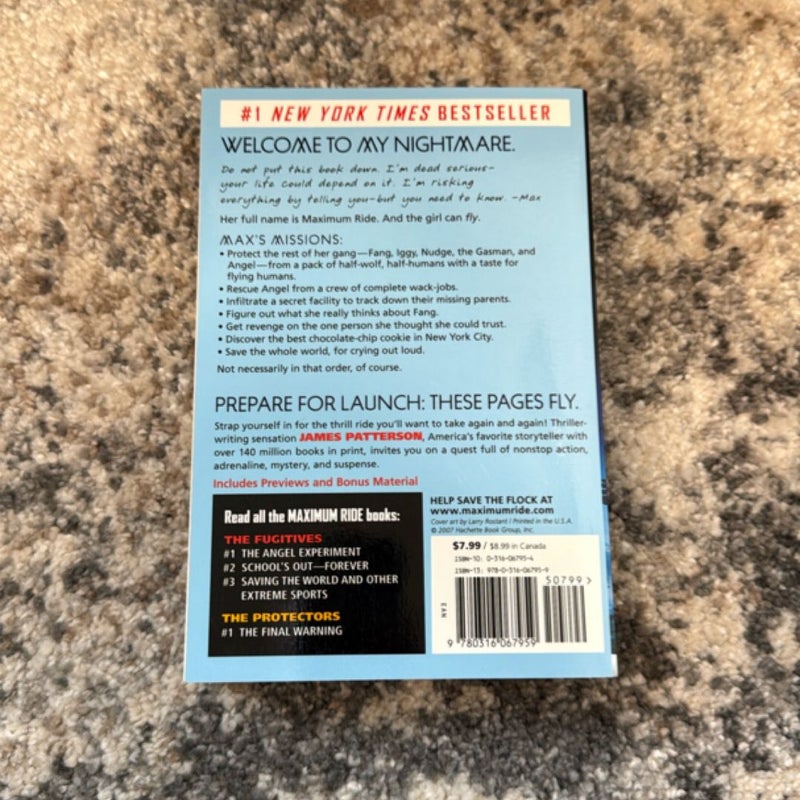 #1 NEW YORK TIMES BESTSELLER
WELCOME TO MY NIGHTMARE.
Do not put this book down. I'm dead serious—
your life could depend on it. I'm risking
everything by telling you—but you need to know. —Max
Her full name is Maximum Ride. And the girl can fly.
MAX'S MISSIONS:
• Protect the rest of her gang—Fang, Iggy, Nudge, the Gasman, and
Angel—from a pack of half-wolf, half-humans with a taste for
flying humans.
• Rescue Angel from a crew of complete wack-jobs.
• Infiltrate a secret facility to track down their missing parents.
• Figure out what she really thinks about Fang.
• Get revenge on the one person she thought she could trust.
• Discover the best chocolate-chip cookie in New York City.
• Save the whole world, for crying out loud.
Not necessarily in that order, of course.
PREPARE FOR LAUNCH: THESE PAGES FLY.
Strap yourself in for the thrill ride you'll want to take again and again! Thriller-
writing sensation JAMES PATTERSON, America's favorite storyteller with
over 140 million books in print, invites you on a quest full of nonstop action,
adrenaline, mystery, and suspense.
Includes Previews and Bonus Material
Read all the MAXIMUM RIDE books:
THE FUGITIVES
#1 THE ANGEL EXPERIMENT
#2 SCHOOL'S OUT—FOREVER
#3 SAVING THE WORLD AND OTHER
EXTREME SPORTS
THE PROTECTORS
#1 THE FINAL WARNING
HELP SAVE THE FLOCK AT
www.maximumride.com
Cover art by Larry Rostant / Printed in the U.S.A.
© 2007 Hachette Book Group, Inc.
$7.99 / $8.99 in Canada
ISBN-10: 0-316-06795-4
ISBN-13: 978-0-316-06795-9
50799>
EAN
9 780316 067959